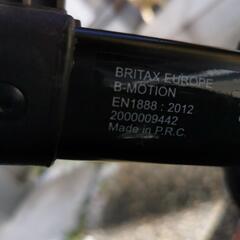 BRITAX EUROPE
B-MOTION
EN1888 : 2012
2000009442
Made in P.R.C.